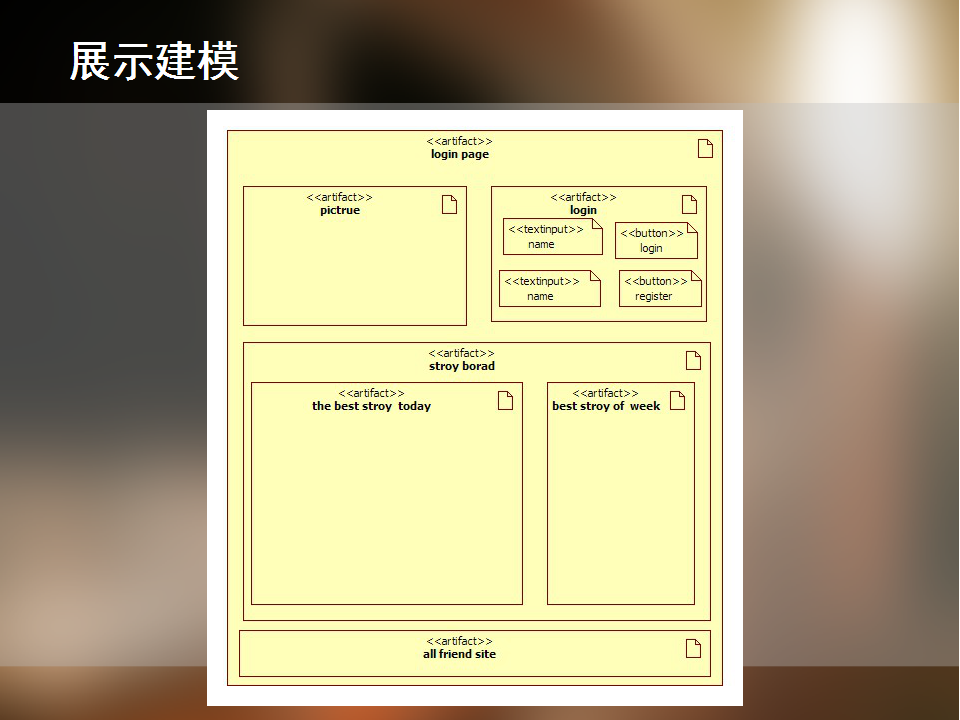 展示建模
<<artifact>>
login page
<<artifact>>
pictrue
<<artifact>>
login
<<textinput>>
name
<<button>>
login
<<textinput>>
name
<<button>>
register
<<artifact>>
stroy borad
<<artifact>>
the best stroy  today
<<artifact>>
best stroy of  week
<<artifact>>
all friend site